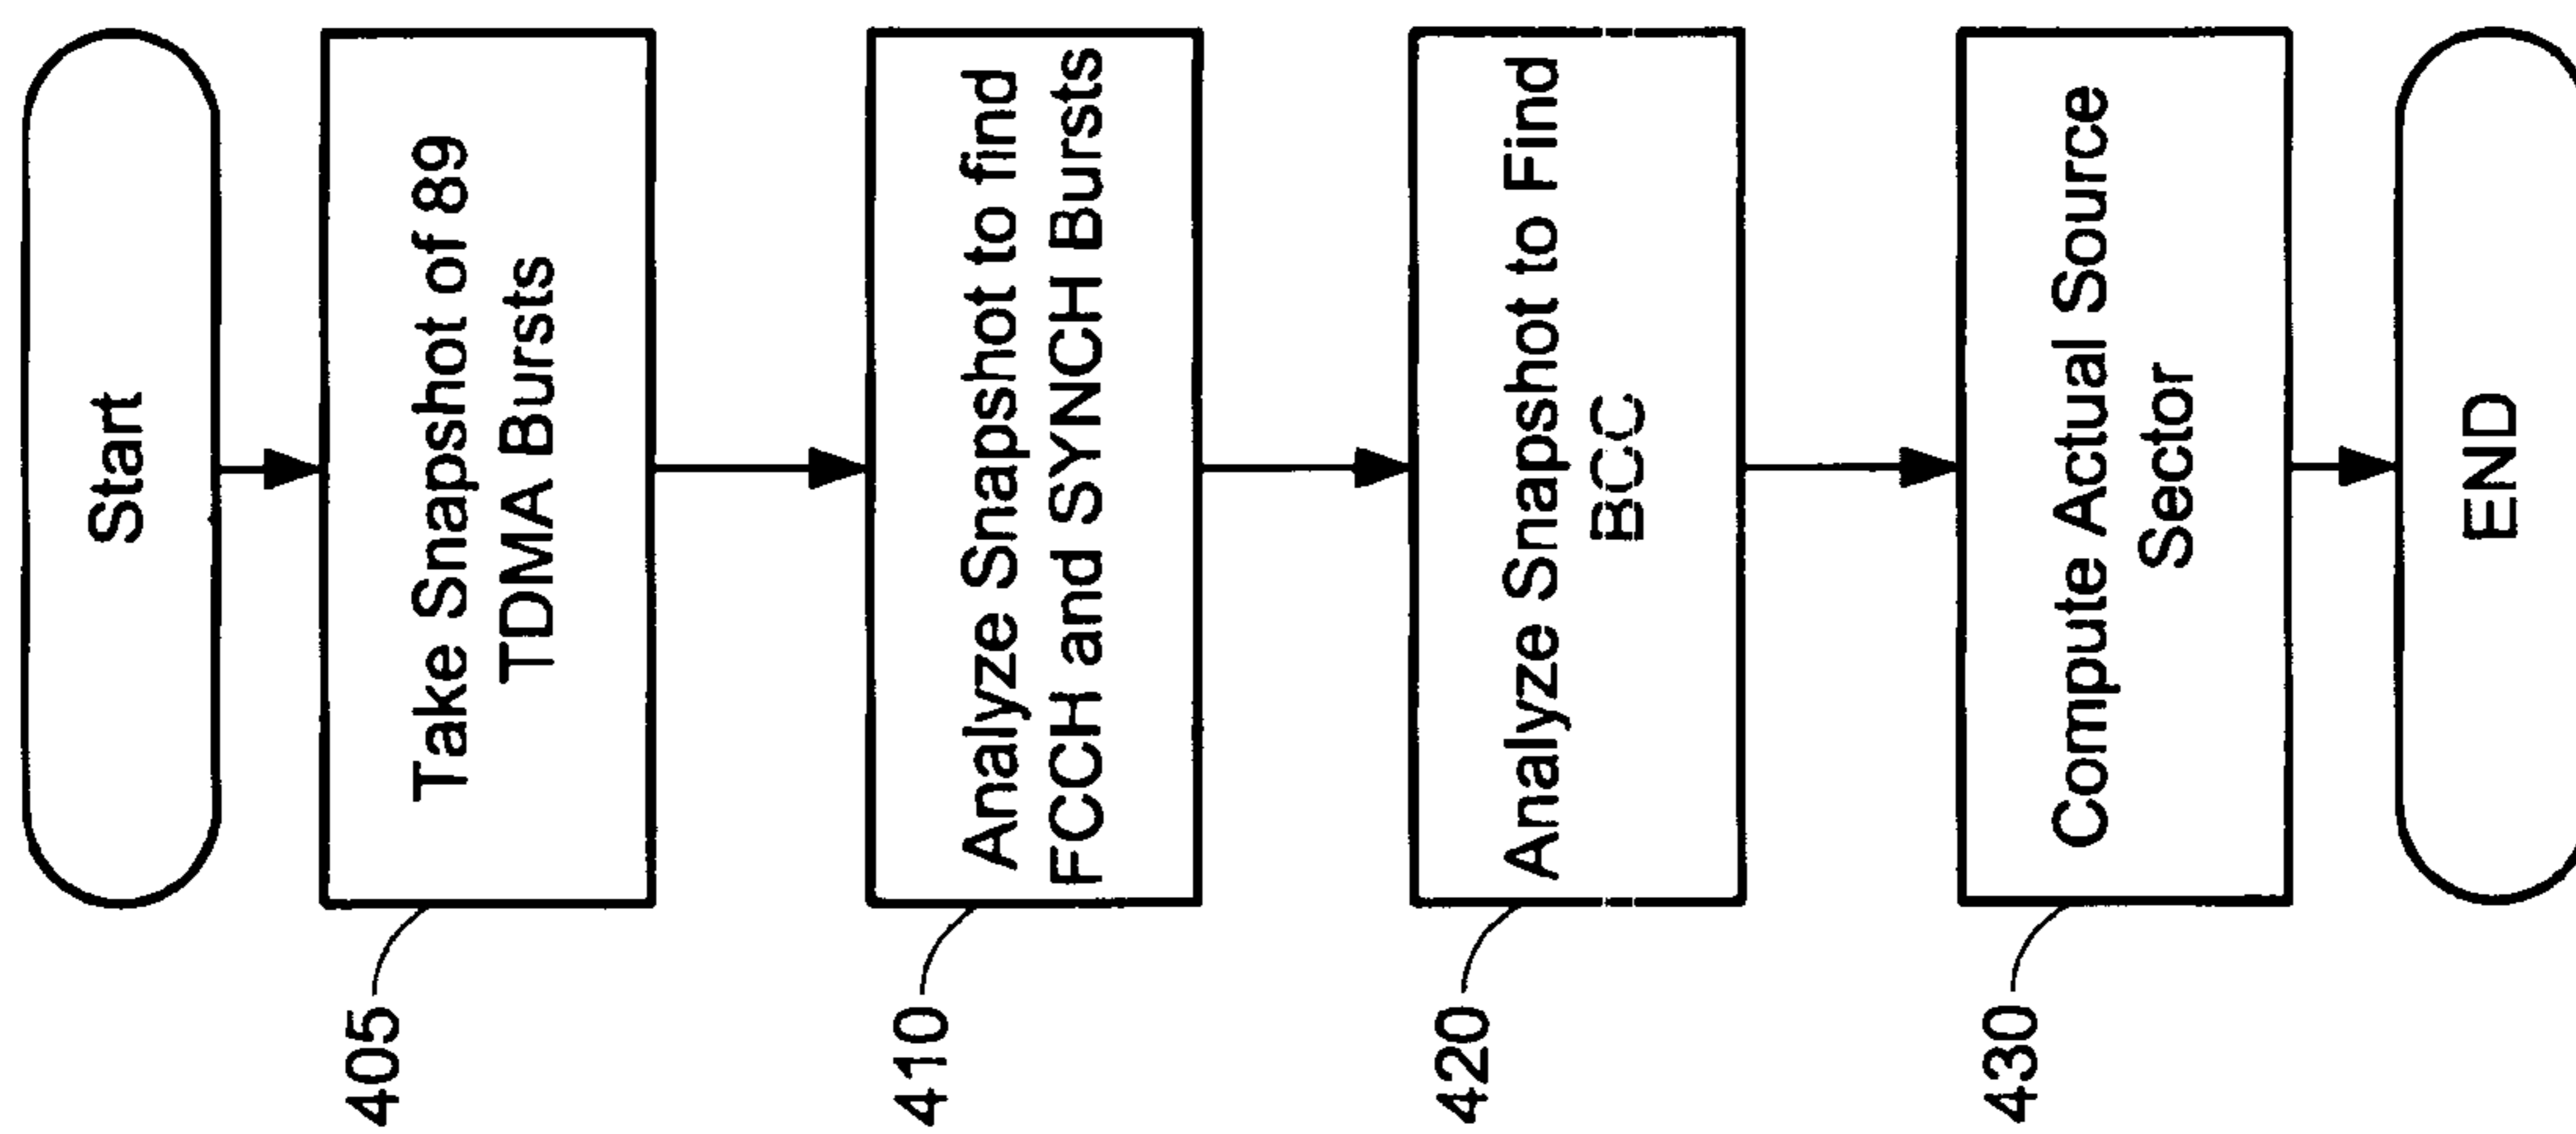 Start
405
Take Snapshot of 89
TDMA Bursts
410
Analyze Snapshot to find
FCCH and SYNCH Bursts
420
Analyze Snapshot to Find
BCC
430
Compute Actual Source
Sector
END